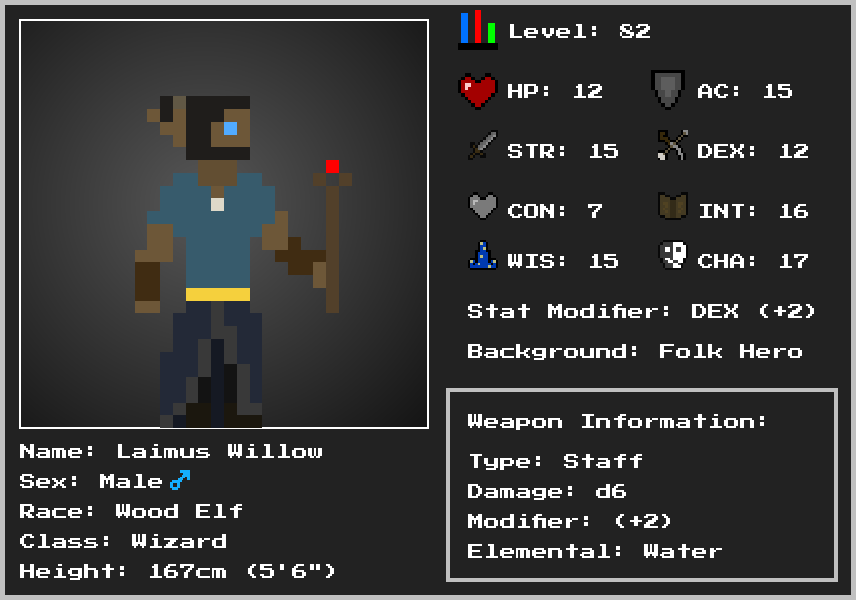 Level: 82
HP: 12 AC: 15
STR: 15 DEX: 12
CON: 7 INT: 16
WIS: 15 CHA: 17
Stat Modifier: DEX (+2)
Background: Folk Hero
Weapon Information:
Type: Staff
Damage: d6
Modifier: (+2)
Elemental: Water
Name: Laimus Willow
Sex: Male ♂
Race: Wood Elf
Class: Wizard
Height: 167cm (5'6")